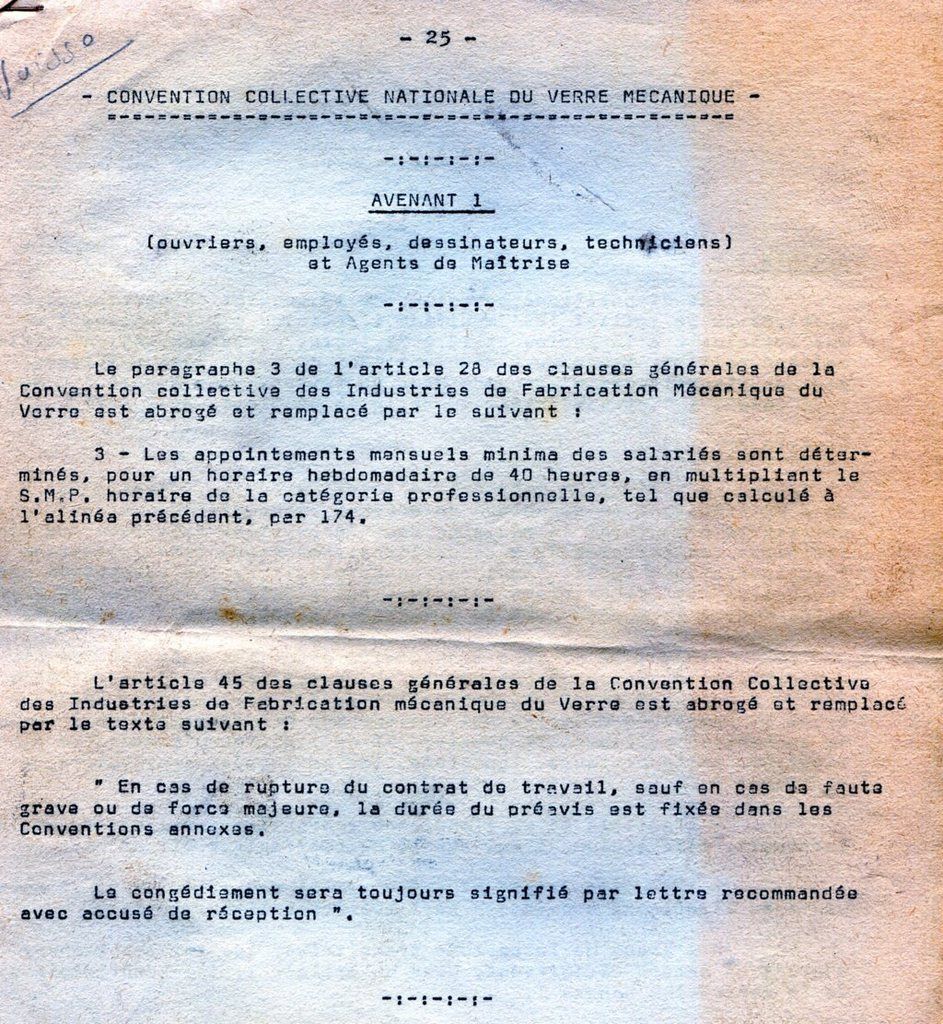 - 25 -
- CONVENTION COLLECTIVE NATIONALE DU VERRE MECANIQUE -
-:-:-:-:-
AVENANT 1
(ouvriers, employés, dessinateurs, techniciens)
et Agents de Maîtrise
-:-:-:-:-
Le paragraphe 3 de l'article 28 des clauses générales de la
Convention collective des Industries de Fabrication Mécanique du
Verre est abrogé et remplacé par le suivant :
3 - Les appointements mensuels minima des salariés sont déter-
minés, pour un horaire hebdomadaire de 40 heures, en multipliant le
S.M.P. horaire de la catégorie professionnelle, tel que calculé à
l'alinéa précédent, par 174.
-:-:-:-:-
L'article 45 des clauses générales de la Convention Collective
des Industries de Fabrication mécanique du Verre est abrogé et remplacé
par le texte suivant :
" En cas de rupture du contrat de travail, sauf en cas de faute
grave ou de force majeure, la durée du préavis est fixée dans les
Conventions annexes.
Le congédiement sera toujours signifié par lettre recommandée
avec accusé de réception ".
-:-:-:-:-